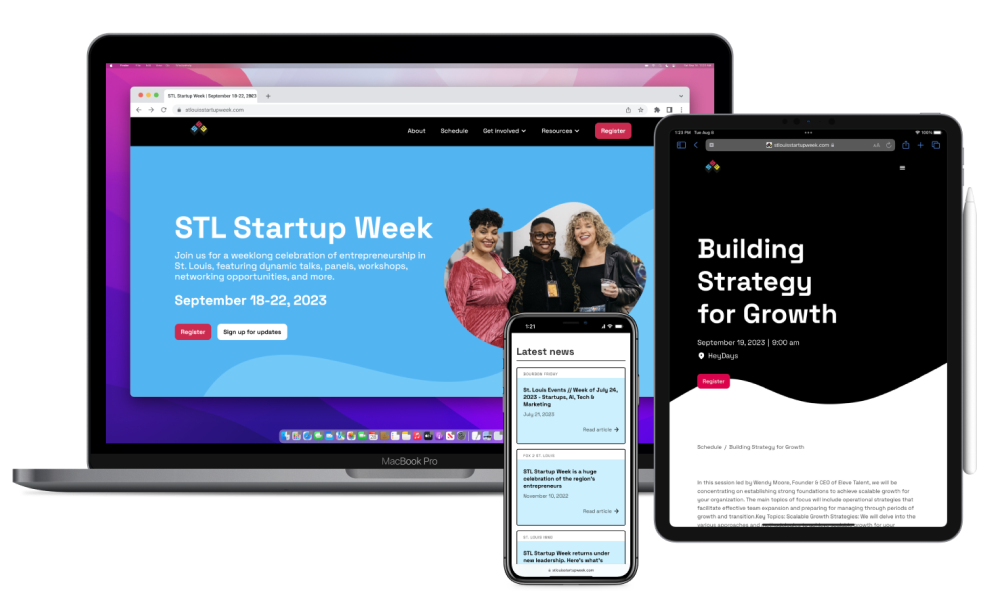 STL Startup Week | September 18-22, 2023
stlouisstartupweek.com
About
Schedule
Get involved
Resources
Register
STL Startup Week
Join us for a weeklong celebration of entrepreneurship in
St. Louis, featuring dynamic talks, panels, workshops,
networking opportunities, and more.
September 18-22, 2023
Register
Sign up for updates
MacBook Pro
1:21
Latest news
BOURBON FRIDAY
St. Louis Events // Week of July 24,
2023 - Startups, AI, Tech &
Marketing
July 21, 2023
Read article
FOX 2 ST. LOUIS
STL Startup Week is a huge
celebration of the region's
entrepreneurs
November 10, 2022
Read article
ST. LOUIS INNO
STL Startup Week returns under
new leadership. Here's what's
stlouisstartupweek.com
1:23 PM Tue Aug 8
100%
stlouisstartupweek.com
AA
Building
Strategy
for Growth
September 19, 2023 | 9:00 am
HeyDays
Register
Schedule / Building Strategy for Growth
In this session led by Wendy Moore, Founder & CEO of Eleve Talent, we will be
concentrating on establishing strong foundations to achieve scalable growth for
your organization. The main topics of focus will include operational strategies that
facilitate effective team expansion and preparing for managing through periods of
growth and transition.Key Topics: Scalable Growth Strategies: We will delve into the
various approaches and growth for your